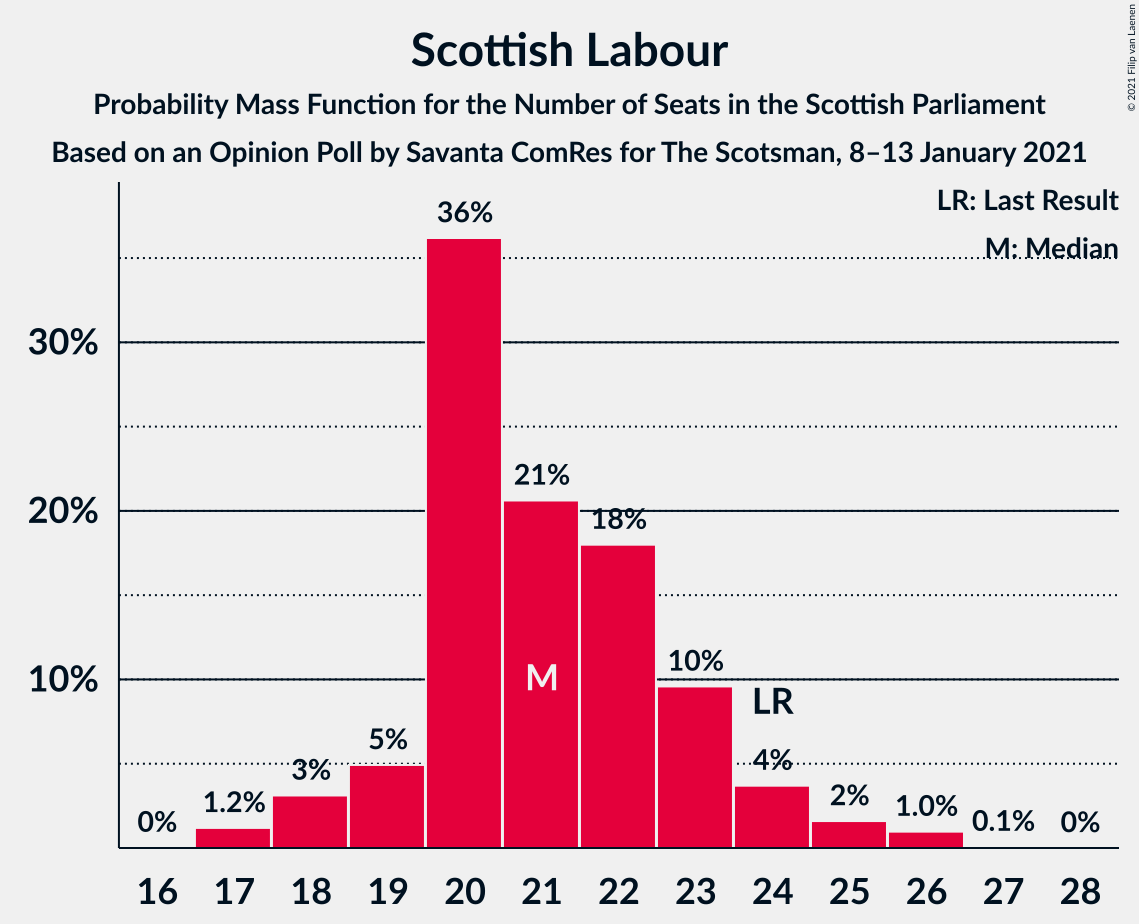 Scottish Labour
Probability Mass Function for the Number of Seats in the Scottish Parliament
Based on an Opinion Poll by Savanta ComRes for The Scotsman, 8–13 January 2021
© 2021 Filip van Laenen
LR: Last Result
M: Median
36%
30%
21%
20%
18%
10%
10%
M
LR
5%
4%
3%
2%
1.2%
1.0%
0%
0.1%
0%
16 17 18 19 20 21 22 23 24 25 26 27 28